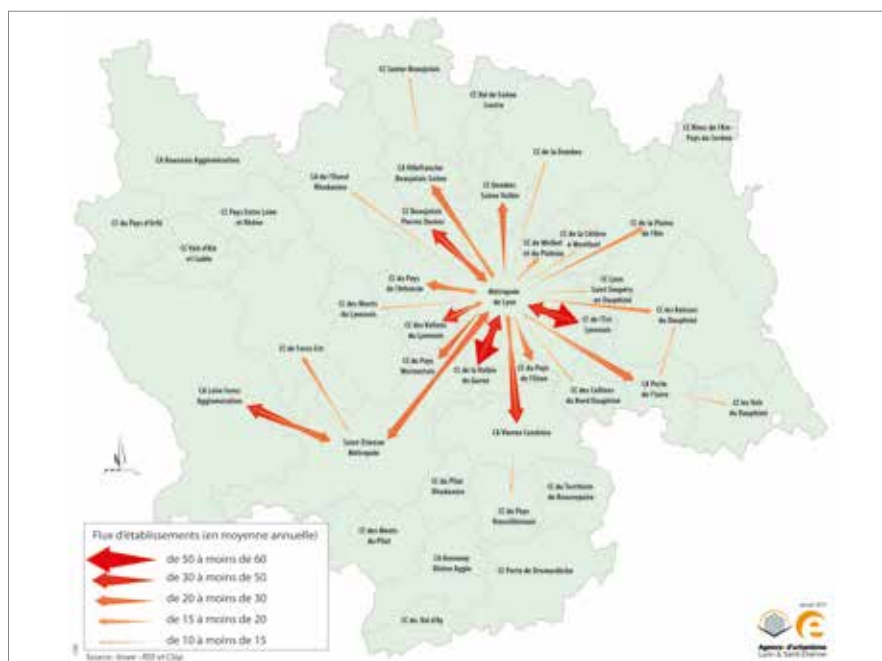 CC Saône Beaujolais
CC Val de Saône
Centre
CA Roannais Agglomération
CC de la Dombes
CC Rives de l'Ain
Pays du Cerdon
CA de l'Ouest
Rhodanien
CA Villefranche
Beaujolais Saône
CC Dombes
Saône Vallée
CC du Pays d'Urfé
CC Pays Entre Loire
et Rhône
CC Beaujolais
Pierres Dorées
CC de la Plaine
de l'Ain
CC Vals d'Aix
et Isable
CC de Miribel
et du Plateau
CC de la Côtière
à Montluel
CC du Pays
de l'Arbresle
Métropole
de Lyon
CC Lyon
Saint Exupéry
en Dauphiné
CC des Monts
du Lyonnais
CC des Balcons
du Dauphiné
CC des Vallons
du Lyonnais
CC de l'Est
Lyonnais
CC de Forez-Est
CC du Pays
Mornantais
CC de la Vallée
du Garon
CC du Pays
de l'Ozon
CC des Collines
du Nord Dauphiné
CA Porte
de l'Isère
CC les Vals
du Dauphiné
CA Loire Forez
Agglomération
Saint-Etienne
Métropole
CA Vienne Condrieu
CC du Pilat
Rhodanien
CC du Territoire
de Beaurepaire
CC du Pays
Roussillonnais
CC des Monts
du Pilat
CA Annonay
Rhône Agglo
CC Porte de DrômArdèche
CC du Val d'Ay
Flux d'établissements (en moyenne annuelle)
de 50 à moins de 60
de 30 à moins de 50
de 20 à moins de 30
de 15 à moins de 20
de 10 à moins de 15
Agence d'urbanisme
Lyon & Saint-Etienne